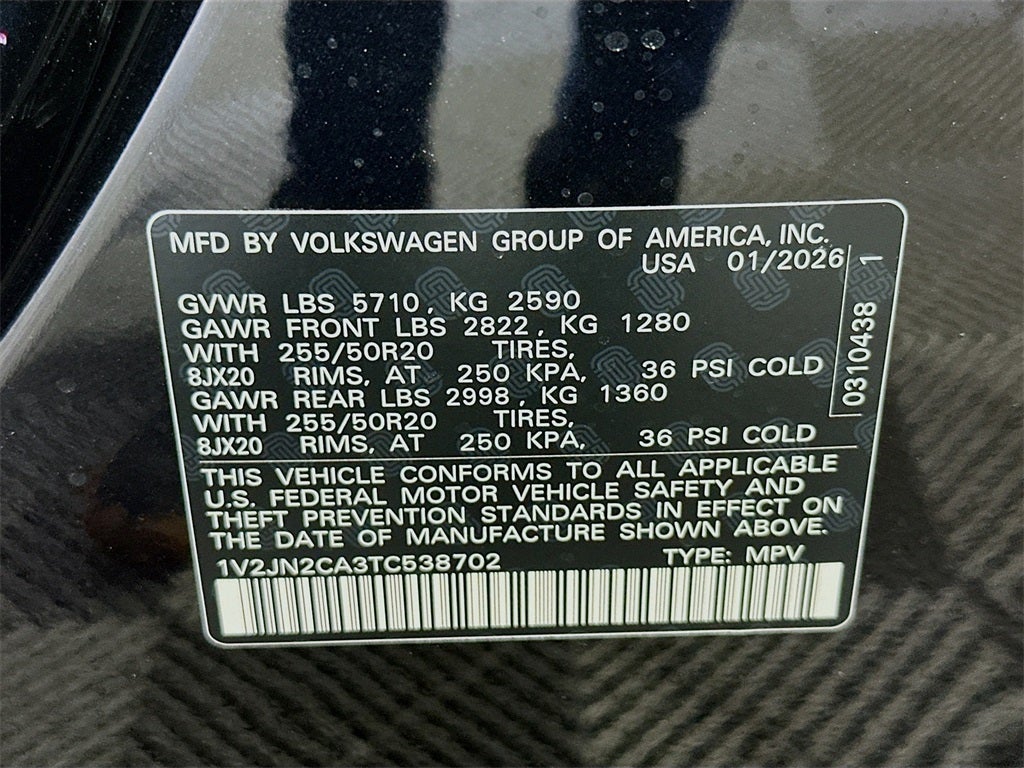 MFD BY VOLKSWAGEN GROUP OF AMERICA, INC.
USA 01/2026
GVWR LBS 5710, KG 2590
GAWR FRONT LBS 2822, KG 1280
WITH 255/50R20 TIRES,
8JX20 RIMS, AT 250 KPA, 36 PSI COLD
GAWR REAR LBS 2998, KG 1360
WITH 255/50R20 TIRES,
8JX20 RIMS, AT 250 KPA, 36 PSI COLD
0310438 1
THIS VEHICLE CONFORMS TO ALL APPLICABLE
U.S. FEDERAL MOTOR VEHICLE SAFETY AND
THEFT PREVENTION STANDARDS IN EFFECT ON
THE DATE OF MANUFACTURE SHOWN ABOVE.
1V2JN2CA3TC538702 TYPE: MPV